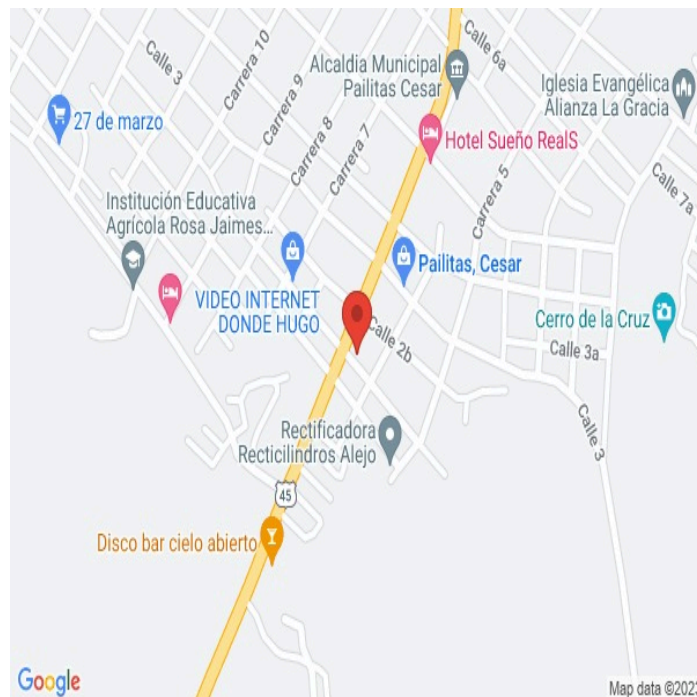 Calle 3
Carrera 10
Carrera 9
Carrera 8
Carrera 7
Alcaldia Municipal
Pailitas Cesar
Calle 6a
Iglesia Evangélica
Alianza La Gracia
27 de marzo
Hotel Sueño RealS
Carrera 5
Calle 7a
Institución Educativa
Agrícola Rosa Jaimes...
VIDEO INTERNET
DONDE HUGO
Pailitas, Cesar
Calle 2b
Cerro de la Cruz
Calle 3a
Calle 3
Rectificadora
Recticilindros Alejo
45
Disco bar cielo abierto
Google
Map data ©202